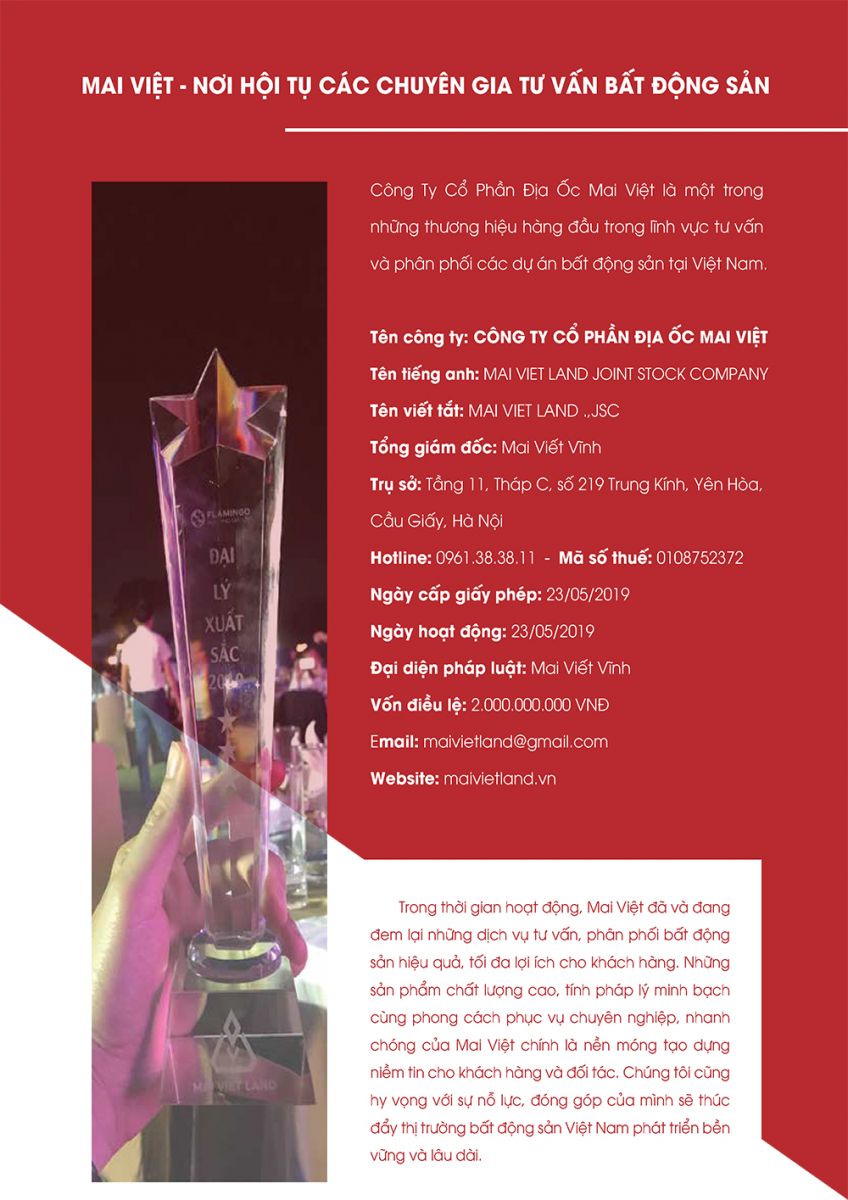 MAI VIỆT - NƠI HỘI TỤ CÁC CHUYÊN GIA TƯ VẤN BẤT ĐỘNG SẢN
Công Ty Cổ Phần Địa Ốc Mai Việt là một trong
những thương hiệu hàng đầu trong lĩnh vực tư vấn
và phân phối các dự án bất động sản tại Việt Nam.
Tên công ty: CÔNG TY CỔ PHẦN ĐỊA ỐC MAI VIỆT
Tên tiếng anh: MAI VIET LAND JOINT STOCK COMPANY
Tên viết tắt: MAI VIET LAND .,JSC
Tổng giám đốc: Mai Viết Vĩnh
Trụ sở: Tầng 11, Tháp C, số 219 Trung Kính, Yên Hòa,
Cầu Giấy, Hà Nội
Hotline: 0961.38.38.11 - Mã số thuế: 0108752372
Ngày cấp giấy phép: 23/05/2019
Ngày hoạt động: 23/05/2019
Đại diện pháp luật: Mai Viết Vĩnh
Vốn điều lệ: 2.000.000.000 VNĐ
Email: maivietland@gmail.com
Website: maivietland.vn
FLAMINGO
ĐẠI
LÝ
XUẤT
SẮC
MAI VIET LAND
Trong thời gian hoạt động, Mai Việt đã và đang
đem lại những dịch vụ tư vấn, phân phối bất động
sản hiệu quả, tối đa lợi ích cho khách hàng. Những
sản phẩm chất lượng cao, tính pháp lý minh bạch
cùng phong cách phục vụ chuyên nghiệp, nhanh
chóng của Mai Việt chính là nền móng tạo dựng
niềm tin cho khách hàng và đối tác. Chúng tôi cũng
hy vọng với sự nỗ lực, đóng góp của mình sẽ thúc
đẩy thị trường bất động sản Việt Nam phát triển bền
vững và lâu dài.